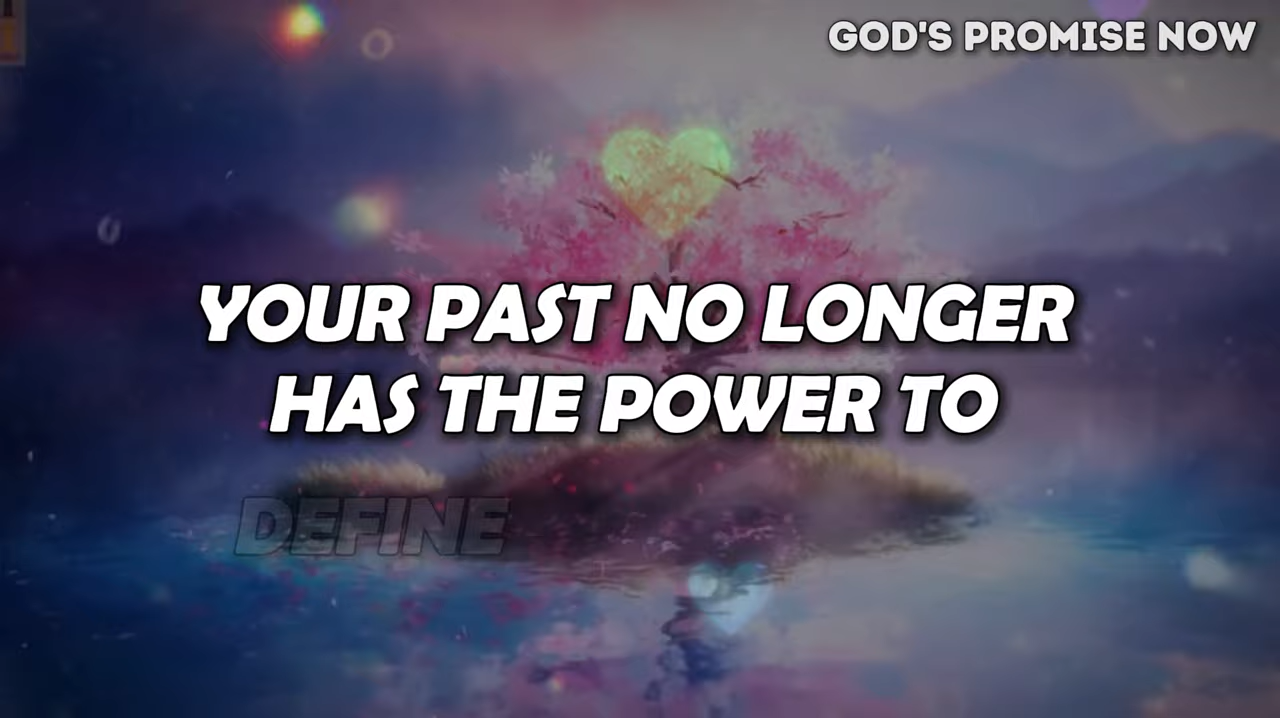 GOD'S PROMISE NOW
YOUR PAST NO LONGER
HAS THE POWER TO
DEFINE